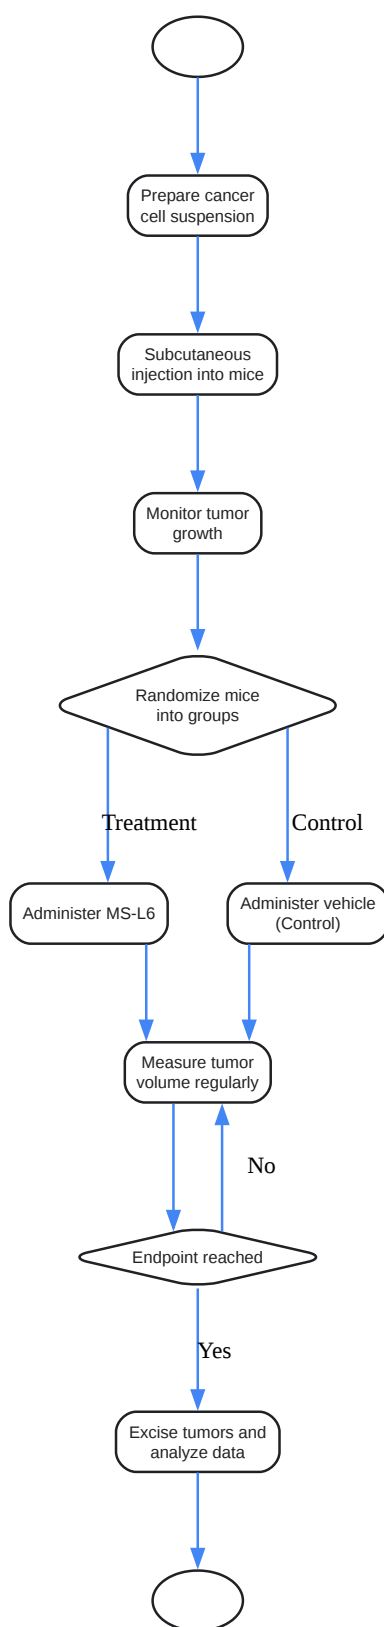 Prepare cancer
cell suspension
Subcutaneous
injection into mice
Monitor tumor
growth
Randomize mice
into groups
Treatment
Control
Administer MS-L6
Administer vehicle
(Control)
Measure tumor
volume regularly
No
Endpoint reached
Yes
Excise tumors and
analyze data